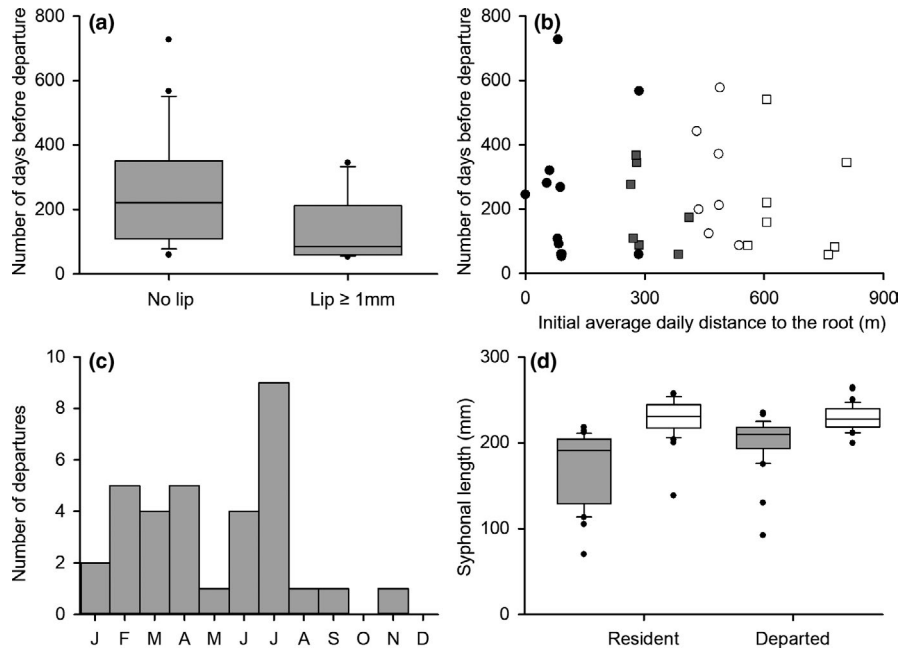 (a)
800
600
400
200
0
Number of days before departure
No lip
Lip ≥ 1mm
(b)
800
600
400
200
0
Number of days before departure
0
300
600
900
Initial average daily distance to the root (m)
(c)
10
8
6
4
2
0
Number of departures
J F M A M J J A S O N D
(d)
300
200
100
0
Syphonal length (mm)
Resident
Departed